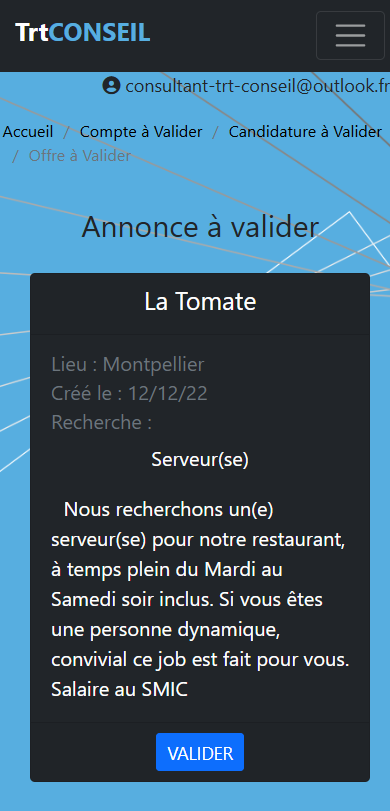 TrtCONSEIL
consultant-trt-conseil@outlook.fr
Accueil / Compte à Valider / Candidature à Valider
/ Offre à Valider
Annonce à valider
La Tomate
Lieu : Montpellier
Créé le : 12/12/22
Recherche :
Serveur(se)
Nous recherchons un(e)
serveur(se) pour notre restaurant,
à temps plein du Mardi au
Samedi soir inclus. Si vous êtes
une personne dynamique,
convivial ce job est fait pour vous.
Salaire au SMIC
VALIDER